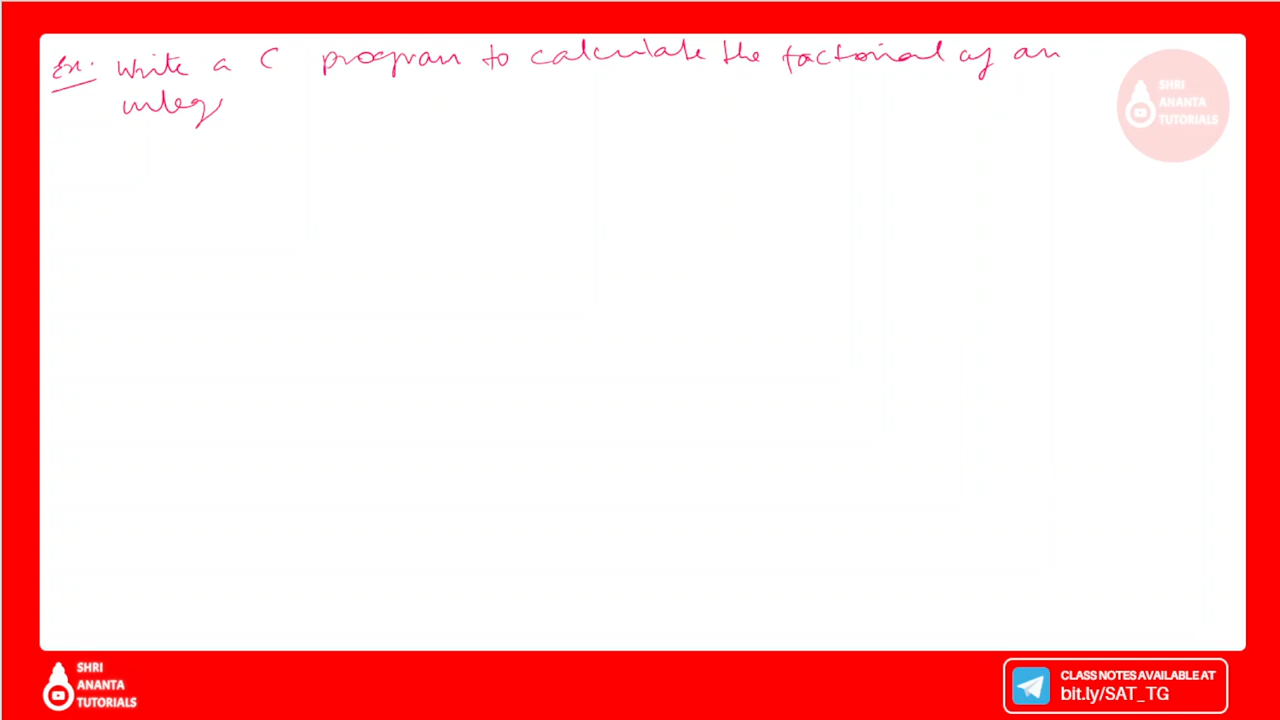 Ex. Write a C program to calculate the factorial of an
integ
SHRI
ANANTA
TUTORIALS
SHRI
ANANTA
TUTORIALS
CLASS NOTES AVAILABLE AT
bit.ly/SAT_TG